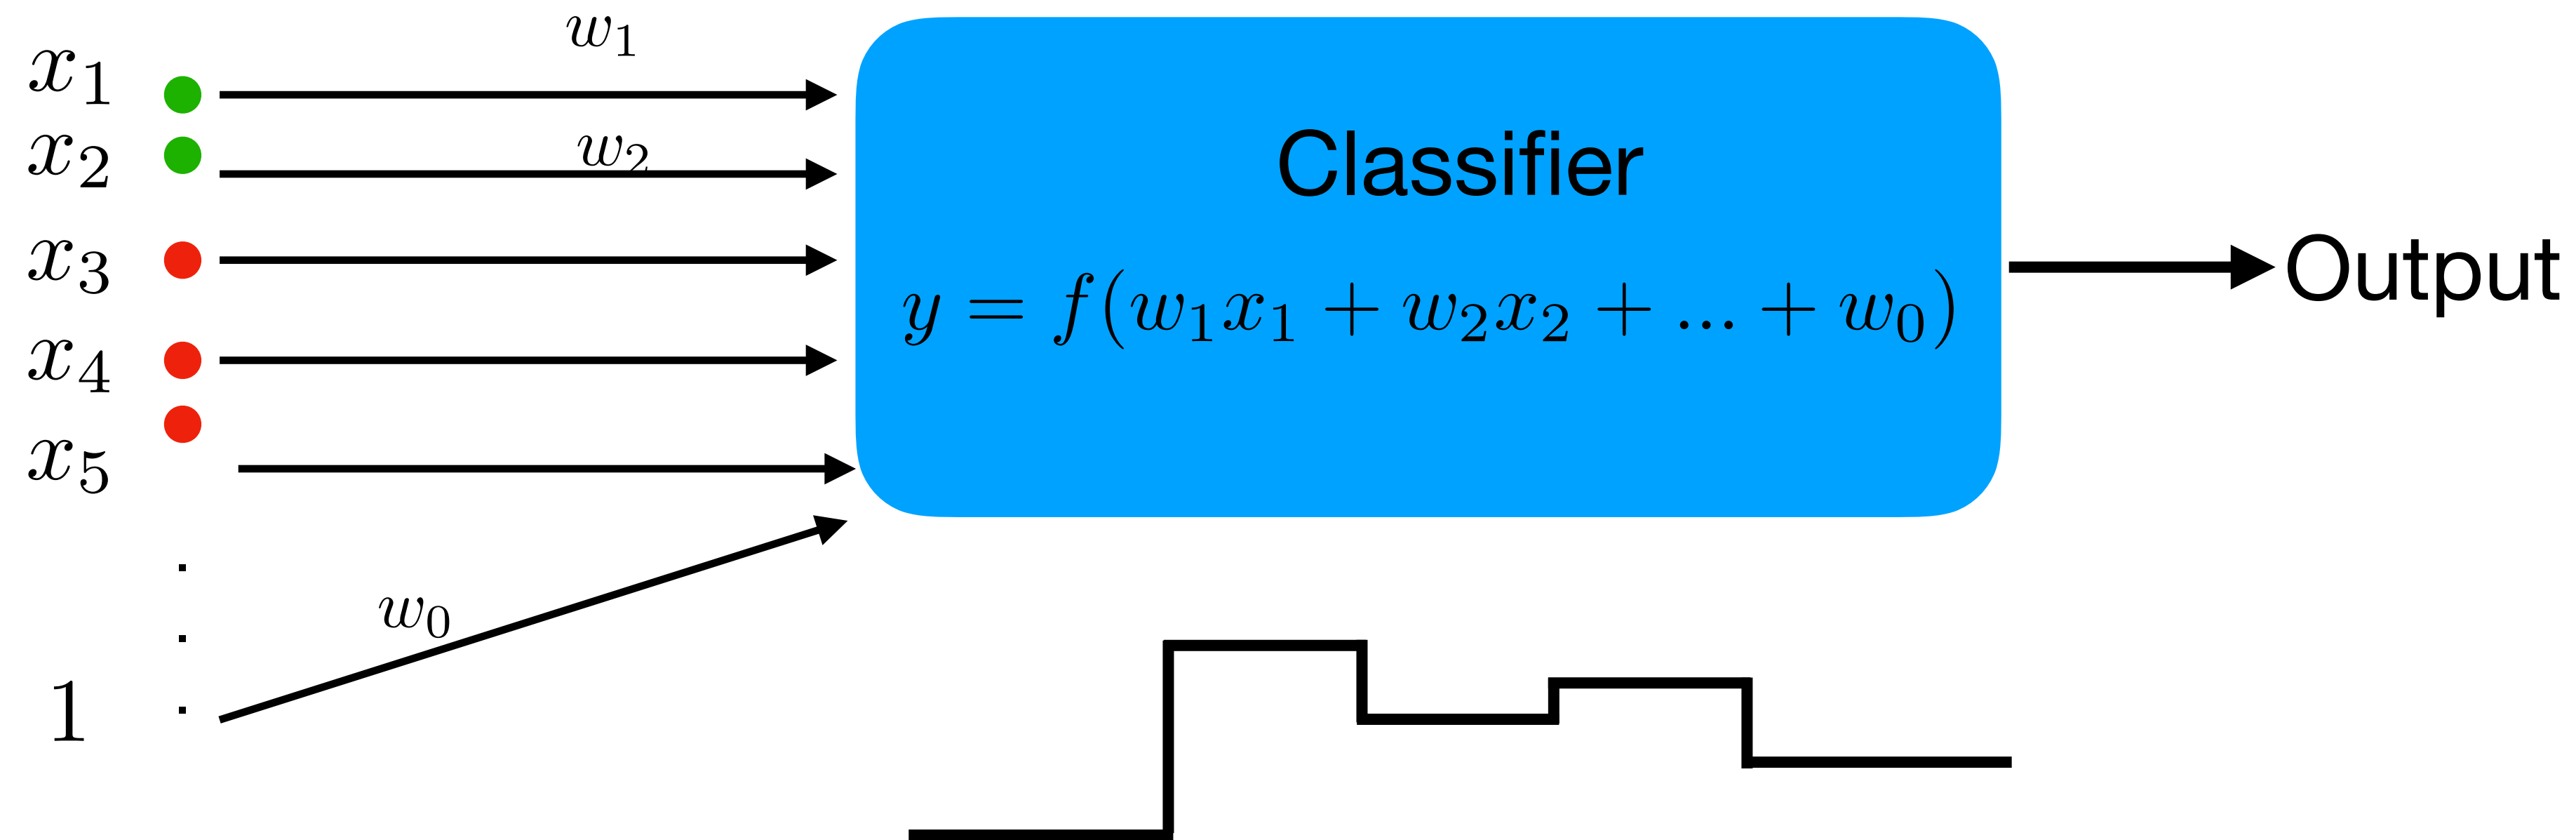 x₁
w₁
x₂
w₂
x₃
x₄
x₅
.
.
1 .
w₀
Classifier
y = f(w₁x₁ + w₂x₂ + ... + w₀)
Output